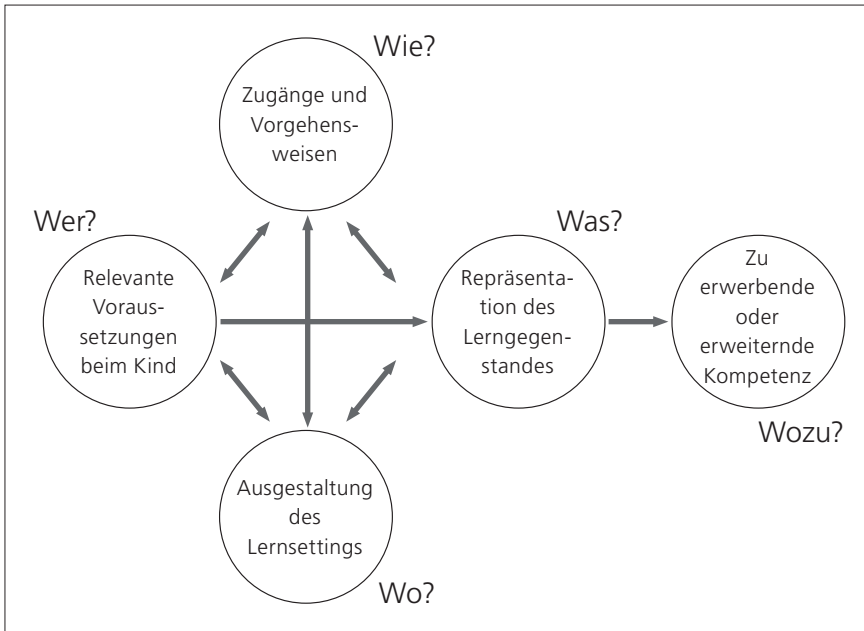 Wie?
Zugänge und
Vorgehens-
weisen
Wer?
Relevante
Voraus-
setzungen
beim Kind
Was?
Repräsenta-
tion des
Lerngegen-
standes
Zu
erwerbende
oder
erweiternde
Kompetenz
Wozu?
Ausgestaltung
des
Lernsettings
Wo?